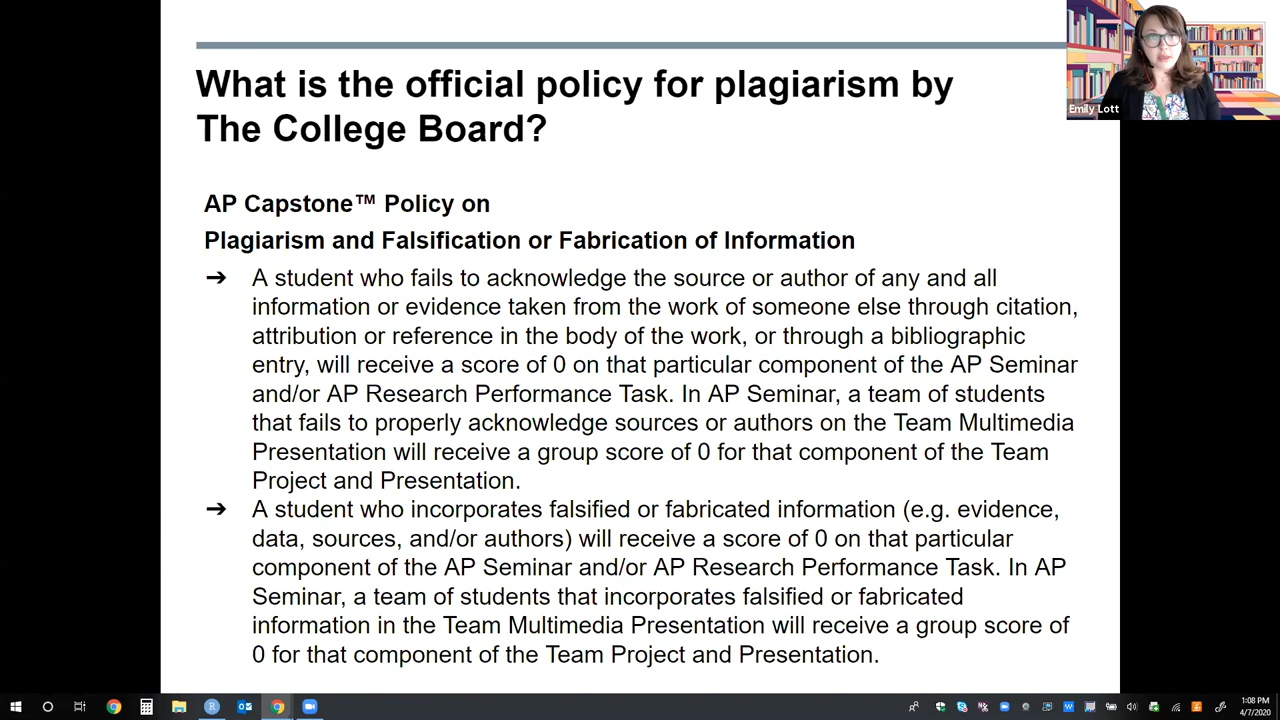 What is the official policy for plagiarism by
The College Board?
Emily Lott
AP Capstone™ Policy on
Plagiarism and Falsification or Fabrication of Information
➔ A student who fails to acknowledge the source or author of any and all
information or evidence taken from the work of someone else through citation,
attribution or reference in the body of the work, or through a bibliographic
entry, will receive a score of 0 on that particular component of the AP Seminar
and/or AP Research Performance Task. In AP Seminar, a team of students
that fails to properly acknowledge sources or authors on the Team Multimedia
Presentation will receive a group score of 0 for that component of the Team
Project and Presentation.
➔ A student who incorporates falsified or fabricated information (e.g. evidence,
data, sources, and/or authors) will receive a score of 0 on that particular
component of the AP Seminar and/or AP Research Performance Task. In AP
Seminar, a team of students that incorporates falsified or fabricated
information in the Team Multimedia Presentation will receive a group score of
0 for that component of the Team Project and Presentation.
1:08 PM
4/7/2020